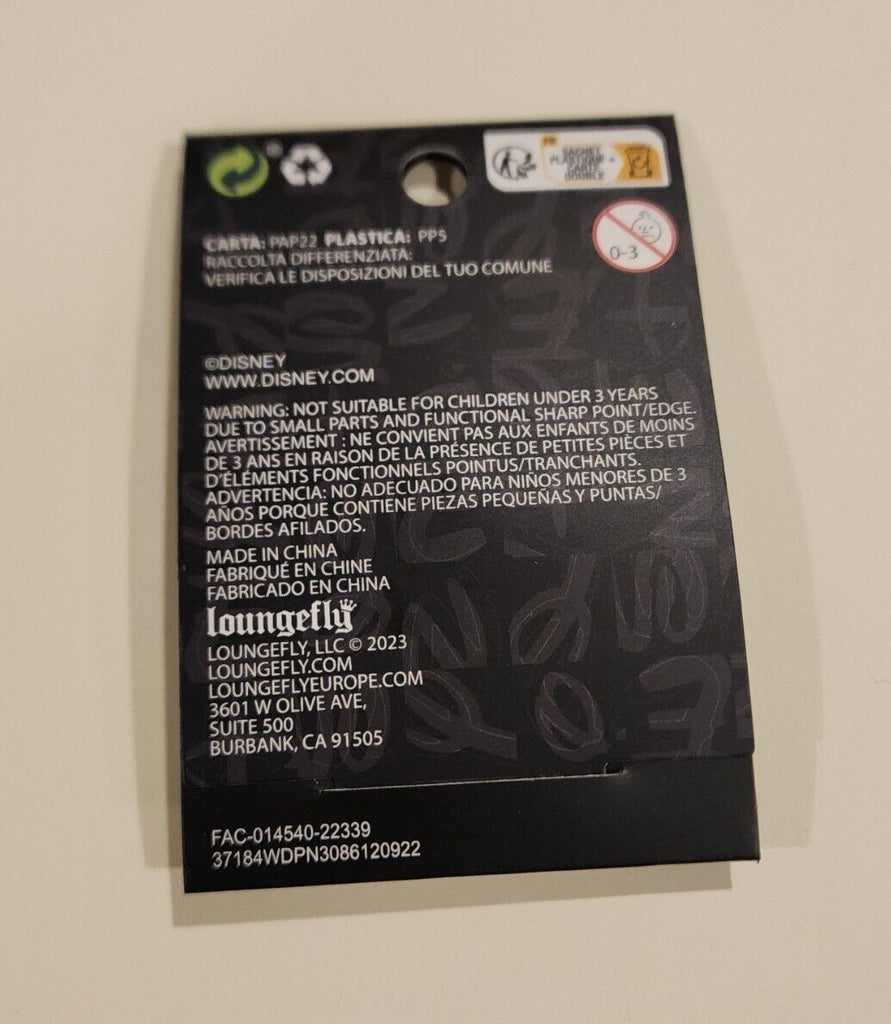 FR
SACHET
PLASTIQUE +
CARTE
DOUBLE
CARTA: PAP22 PLASTICA: PP5
0-3
RACCOLTA DIFFERENZIATA:
VERIFICA LE DISPOSIZIONI DEL TUO COMUNE
©DISNEY
WWW.DISNEY.COM
WARNING: NOT SUITABLE FOR CHILDREN UNDER 3 YEARS
DUE TO SMALL PARTS AND FUNCTIONAL SHARP POINT/EDGE.
AVERTISSEMENT : NE CONVIENT PAS AUX ENFANTS DE MOINS
DE 3 ANS EN RAISON DE LA PRÉSENCE DE PETITES PIÈCES ET
D'ÉLÉMENTS FONCTIONNELS POINTUS/TRANCHANTS.
ADVERTENCIA: NO ADECUADO PARA NIÑOS MENORES DE 3
AÑOS PORQUE CONTIENE PIEZAS PEQUEÑAS Y PUNTAS/
BORDES AFILADOS.
MADE IN CHINA
FABRIQUÉ EN CHINE
FABRICADO EN CHINA
loungefly
LOUNGEFLY, LLC © 2023
LOUNGEFLY.COM
LOUNGEFLYEUROPE.COM
3601 W OLIVE AVE,
SUITE 500
BURBANK, CA 91505
FAC-014540-22339
37184WDPN3086120922